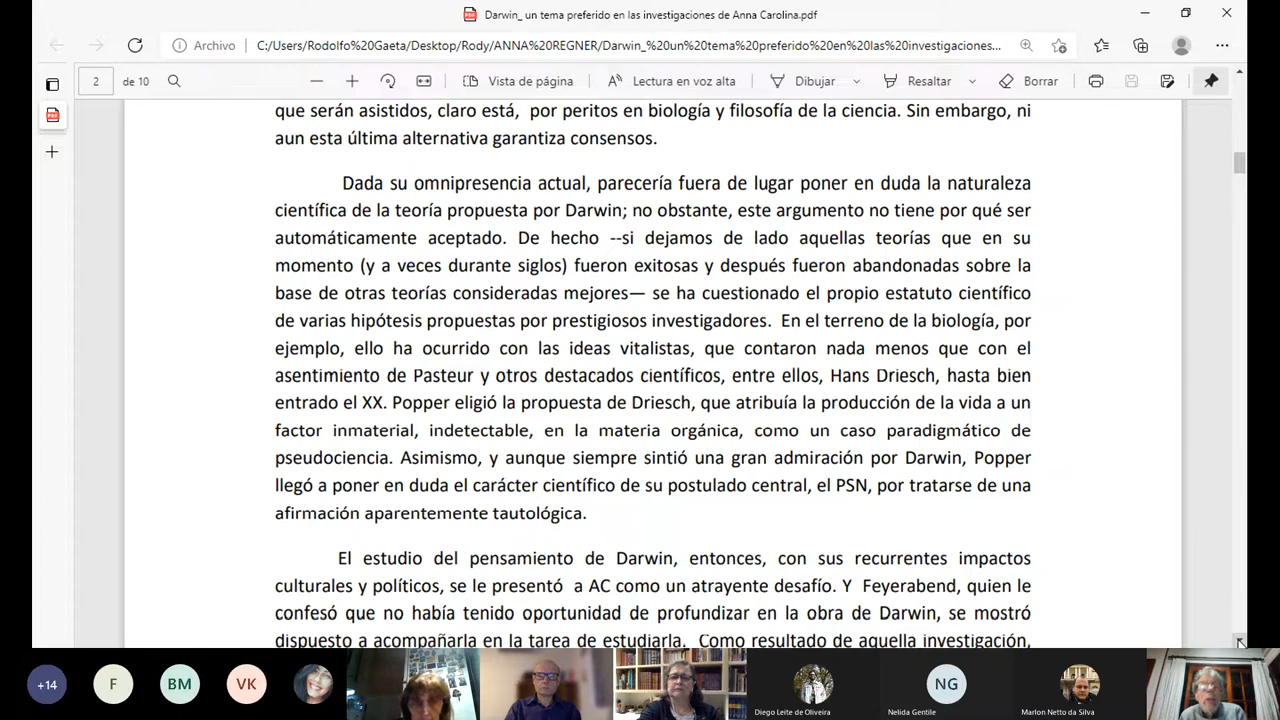 Darwin_ un tema preferido en las investigaciones de Anna Carolina.pdf
Archivo
C:/Users/Rodolfo%20Gaeta/Desktop/Rody/ANNA%20REGNER/Darwin_%20un%20tema%20preferido%20en%20las%20investigaciones...
2 de 10
Vista de página
Lectura en voz alta
Dibujar
Resaltar
Borrar
que serán asistidos, claro está,  por peritos en biología y filosofía de la ciencia. Sin embargo, ni
aun esta última alternativa garantiza consensos.
Dada su omnipresencia actual, parecería fuera de lugar poner en duda la naturaleza
científica de la teoría propuesta por Darwin; no obstante, este argumento no tiene por qué ser
automáticamente aceptado. De hecho --si dejamos de lado aquellas teorías que en su
momento (y a veces durante siglos) fueron exitosas y después fueron abandonadas sobre la
base de otras teorías consideradas mejores— se ha cuestionado el propio estatuto científico
de varias hipótesis propuestas por prestigiosos investigadores.  En el terreno de la biología, por
ejemplo, ello ha ocurrido con las ideas vitalistas, que contaron nada menos que con el
asentimiento de Pasteur y otros destacados científicos, entre ellos, Hans Driesch, hasta bien
entrado el XX. Popper eligió la propuesta de Driesch, que atribuía la producción de la vida a un
factor inmaterial, indetectable, en la materia orgánica, como un caso paradigmático de
pseudociencia. Asimismo, y aunque siempre sintió una gran admiración por Darwin, Popper
llegó a poner en duda el carácter científico de su postulado central, el PSN, por tratarse de una
afirmación aparentemente tautológica.
El estudio del pensamiento de Darwin, entonces, con sus recurrentes impactos
culturales y políticos, se le presentó  a AC como un atrayente desafío. Y  Feyerabend, quien le
confesó que no había tenido oportunidad de profundizar en la obra de Darwin, se mostró
dispuesto a acompañarla en la tarea de estudiarla.  Como resultado de aquella investigación,
+14
F
BM
VK
Diego Leite de Oliveira
NG
Nelida Gentile
Marlon Netto da Silva